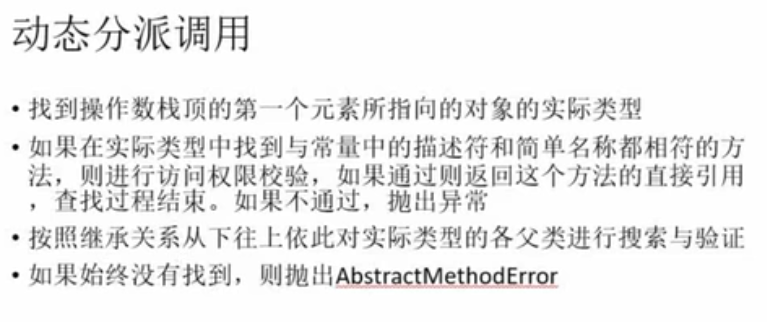 动态分派调用
• 找到操作数栈顶的第一个元素所指向的对象的实际类型
• 如果在实际类型中找到与常量中的描述符和简单名称都相符的方
法，则进行访问权限校验，如果通过则返回这个方法的直接引用
，查找过程结束。如果不通过，抛出异常
• 按照继承关系从下往上依此对实际类型的各父类进行搜索与验证
• 如果始终没有找到，则抛出AbstractMethodError